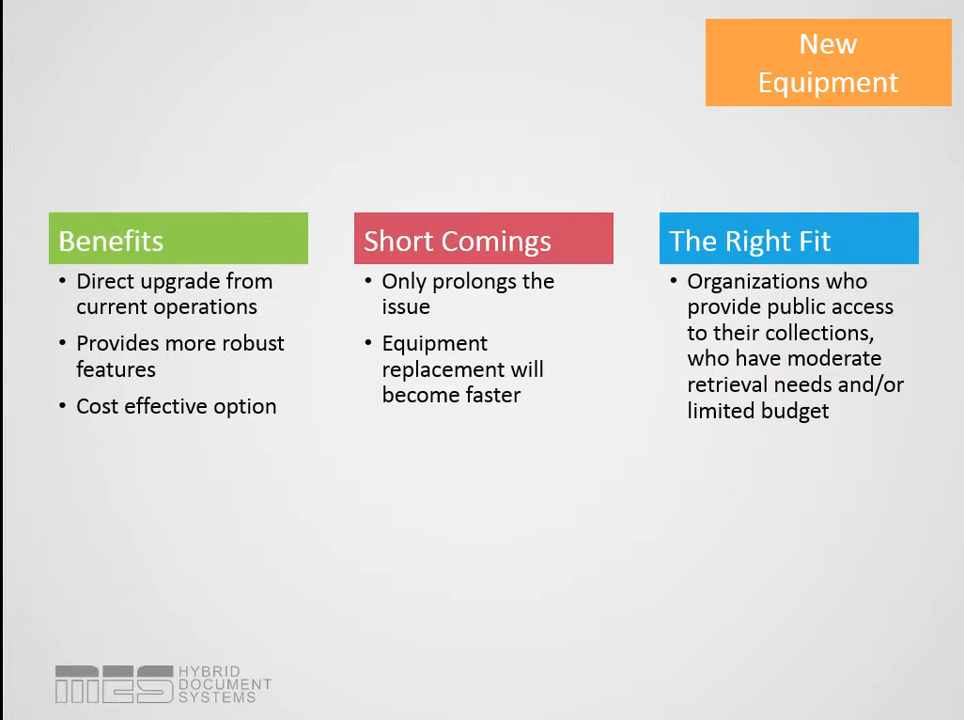 New
Equipment
Benefits
• Direct upgrade from
current operations
• Provides more robust
features
• Cost effective option
Short Comings
• Only prolongs the
issue
• Equipment
replacement will
become faster
The Right Fit
• Organizations who
provide public access
to their collections,
who have moderate
retrieval needs and/or
limited budget
MES HYBRID
DOCUMENT
SYSTEMS